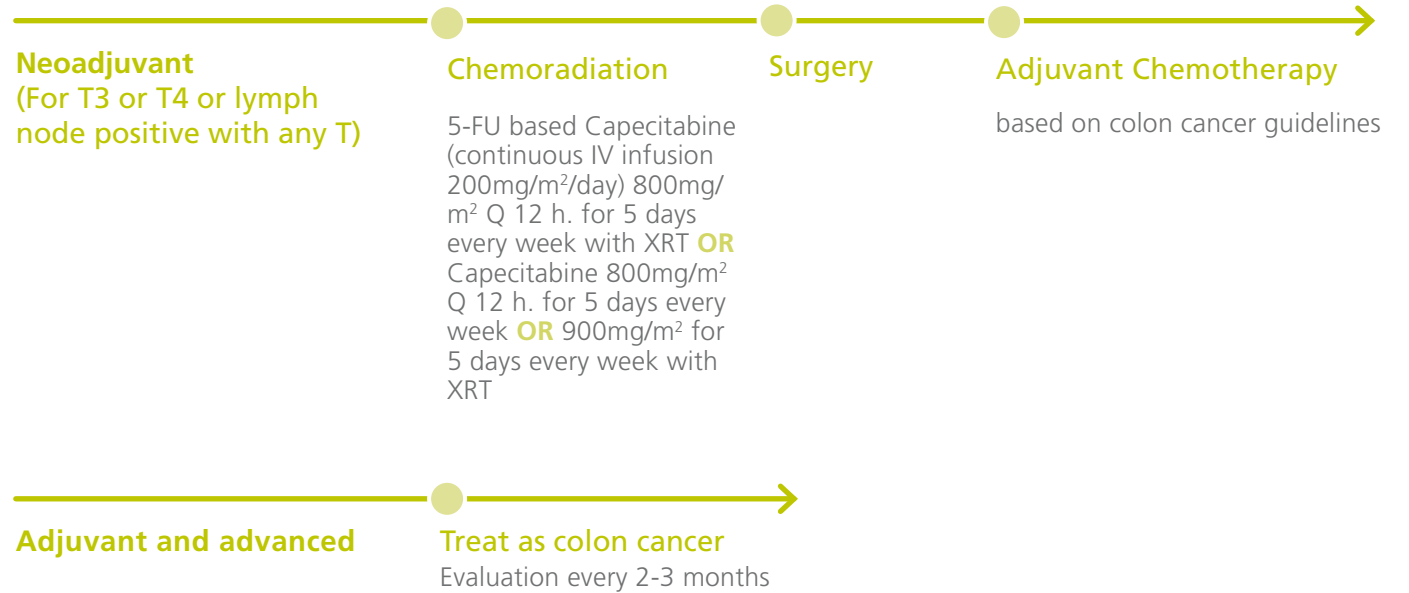 Neoadjuvant
(For T3 or T4 or lymph
node positive with any T)
Chemoradiation
5-FU based Capecitabine
(continuous IV infusion
200mg/m²/day) 800mg/
m² Q 12 h. for 5 days
every week with XRT OR
Capecitabine 800mg/m²
Q 12 h. for 5 days every
week OR 900mg/m² for
5 days every week with
XRT
Surgery
Adjuvant Chemotherapy
based on colon cancer guidelines
Adjuvant and advanced
Treat as colon cancer
Evaluation every 2-3 months